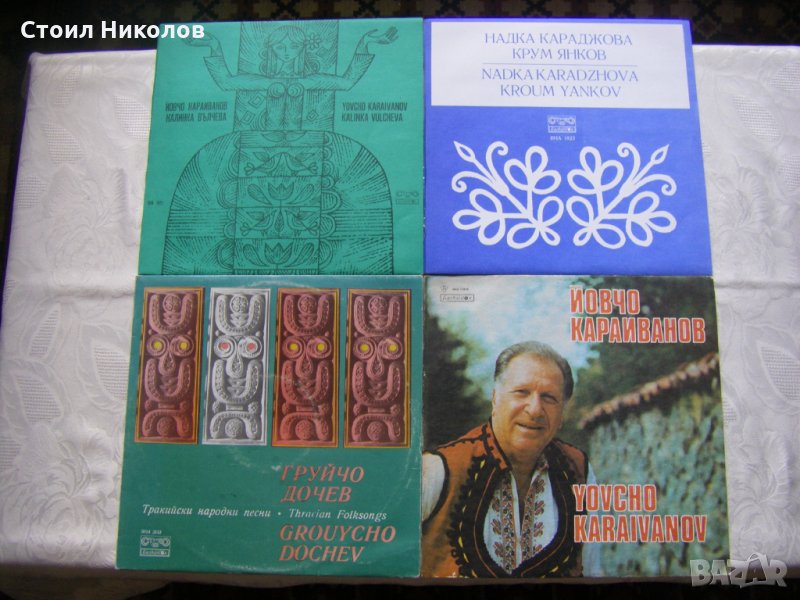 Стоил Николов
ЙОВЧО КАРАИВАНОВ
КАЛИНКА ВЪЛЧЕВА
YOVCHO KARAIVANOV
KALINKA VULCHEVA
НАДКА КАРАДЖОВА
КРУМ ЯНКОВ
NADKA KARADZHOVA
KROUM YANKOV
ГРУЙЧО
ДОЧЕВ
Тракийски народни песни • Thracian Folksongs
GROUYCHO
DOCHEV
ЙОВЧО
КАРАИВАНОВ
YOVCHO
KARAIVANOV
BAZAR